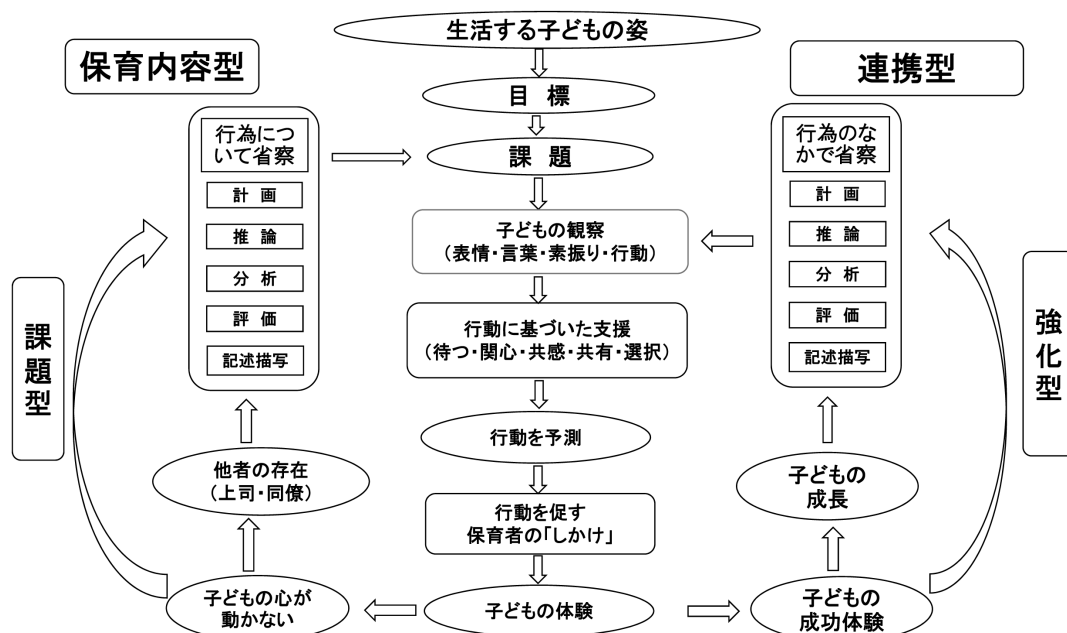 生活する子どもの姿
保育内容型
連携型
目 標
課 題
行為につ
いて省察
計 画
推 論
分 析
評 価
記述描写
行為のな
かで省察
計 画
推 論
分 析
評 価
記述描写
子どもの観察
(表情・言葉・素振り・行動)
行動に基づいた支援
(待つ・関心・共感・共有・選択)
課題型
強化型
行動を予測
他者の存在
(上司・同僚)
子どもの
成長
行動を促す
保育者の「しかけ」
子どもの心が
動かない
子どもの体験
子どもの
成功体験